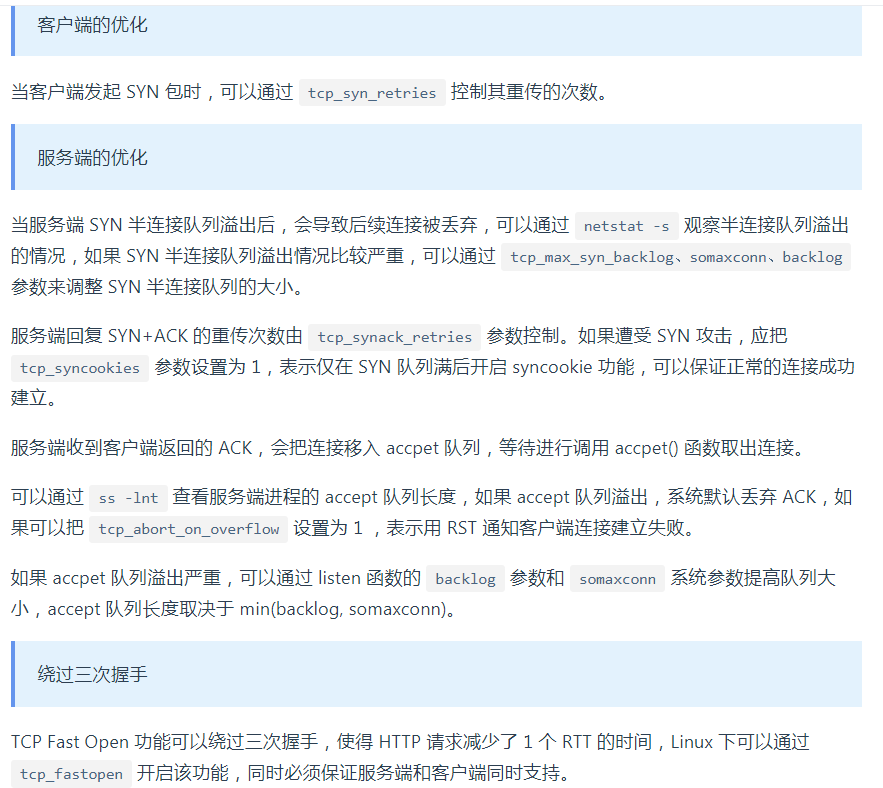 客户端的优化
当客户端发起 SYN 包时，可以通过 tcp_syn_retries 控制其重传的次数。
服务端的优化
当服务端 SYN 半连接队列溢出后，会导致后续连接被丢弃，可以通过 netstat -s 观察半连接队列溢出
的情况，如果 SYN 半连接队列溢出情况比较严重，可以通过 tcp_max_syn_backlog、somaxconn、backlog
参数来调整 SYN 半连接队列的大小。
服务端回复 SYN+ACK 的重传次数由 tcp_synack_retries 参数控制。如果遭受 SYN 攻击，应把
tcp_syncookies 参数设置为 1，表示仅在 SYN 队列满后开启 syncookie 功能，可以保证正常的连接成功
建立。
服务端收到客户端返回的 ACK，会把连接移入 accpet 队列，等待进行调用 accpet() 函数取出连接。
可以通过 ss -lnt 查看服务端进程的 accept 队列长度，如果 accept 队列溢出，系统默认丢弃 ACK，如
果可以把 tcp_abort_on_overflow 设置为 1 ，表示用 RST 通知客户端连接建立失败。
如果 accpet 队列溢出严重，可以通过 listen 函数的 backlog 参数和 somaxconn 系统参数提高队列大
小，accept 队列长度取决于 min(backlog, somaxconn)。
绕过三次握手
TCP Fast Open 功能可以绕过三次握手，使得 HTTP 请求减少了 1 个 RTT 的时间，Linux 下可以通过
tcp_fastopen 开启该功能，同时必须保证服务端和客户端同时支持。